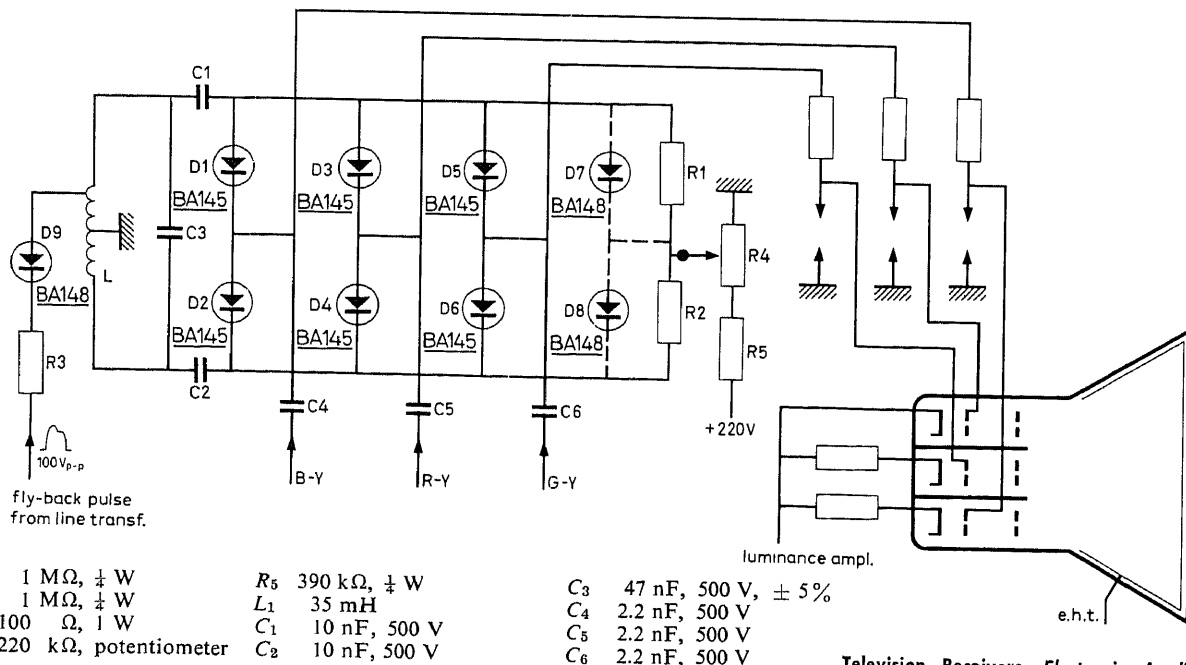 C1
D1
BA145
D3
BA145
D5
BA145
D7
BA148
R1
D9
BA148
L
C3
R4
D2
BA145
D4
BA145
D6
BA145
D8
BA148
R2
R3
R5
C2
C4
C5
C6
+220V
100Vp-p
B-Y
R-Y
G-Y
fly-back pulse
from line transf.
luminance ampl.
e.h.t.
1 MΩ, ¼ W
1 MΩ, ¼ W
100 Ω, 1 W
220 kΩ, potentiometer
R5 390 kΩ, ¼ W
L1 35 mH
C1 10 nF, 500 V
C2 10 nF, 500 V
C3 47 nF, 500 V, ± 5%
C4 2.2 nF, 500 V
C5 2.2 nF, 500 V
C6 2.2 nF, 500 V